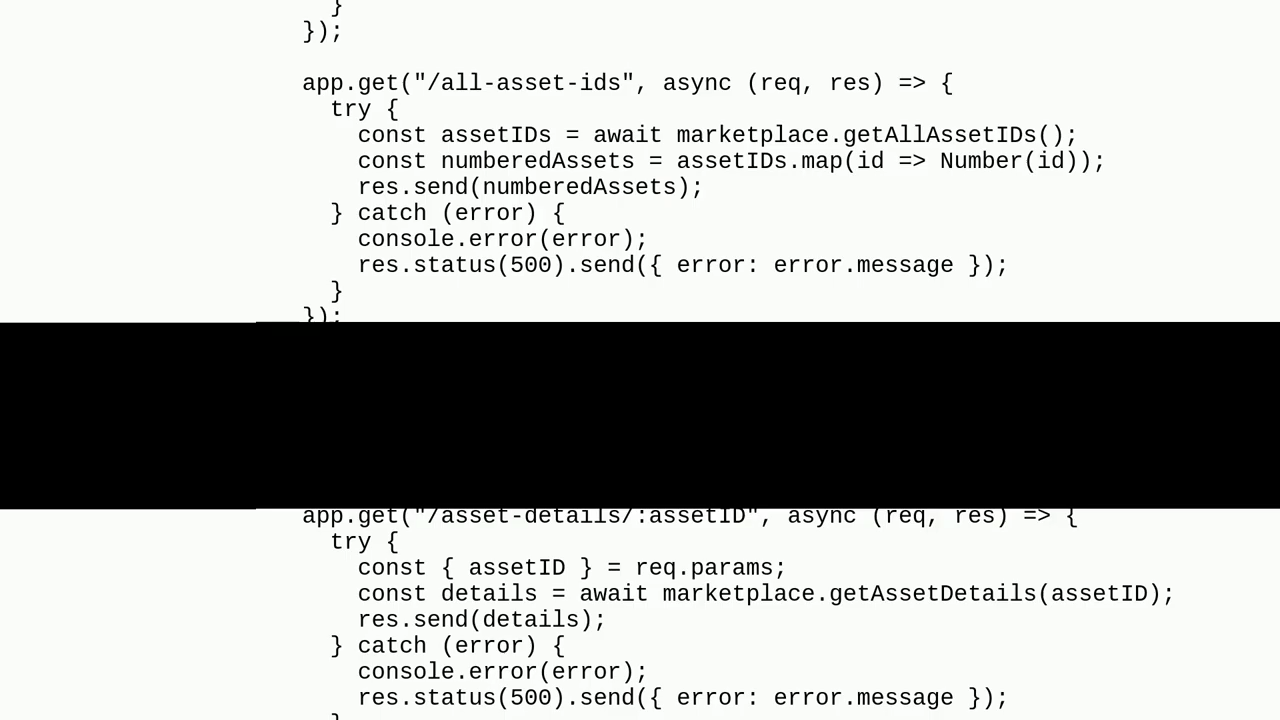 }
});
app.get("/all-asset-ids", async (req, res) => {
try {
const assetIDs = await marketplace.getAllAssetIDs();
const numberedAssets = assetIDs.map(id => Number(id));
res.send(numberedAssets);
} catch (error) {
console.error(error);
res.status(500).send({ error: error.message });
}
});
app.get("/asset-details/:assetID", async (req, res) => {
try {
const { assetID } = req.params;
const details = await marketplace.getAssetDetails(assetID);
res.send(details);
} catch (error) {
console.error(error);
res.status(500).send({ error: error.message });
}